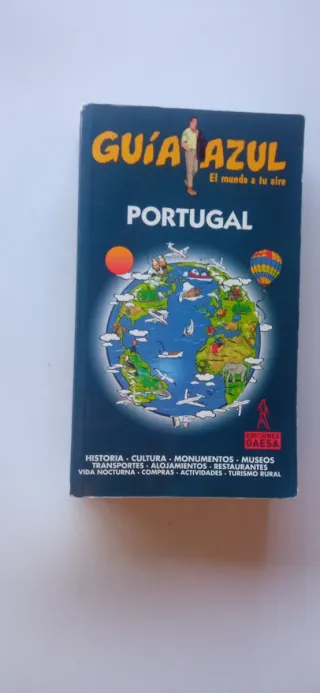 GUÍA AZUL
El mundo a tu aire
PORTUGAL
EDICIONES
GAESA
HISTORIA · CULTURA · MONUMENTOS · MUSEOS
TRANSPORTES · ALOJAMIENTOS · RESTAURANTES
VIDA NOCTURNA · COMPRAS · ACTIVIDADES · TURISMO RURAL